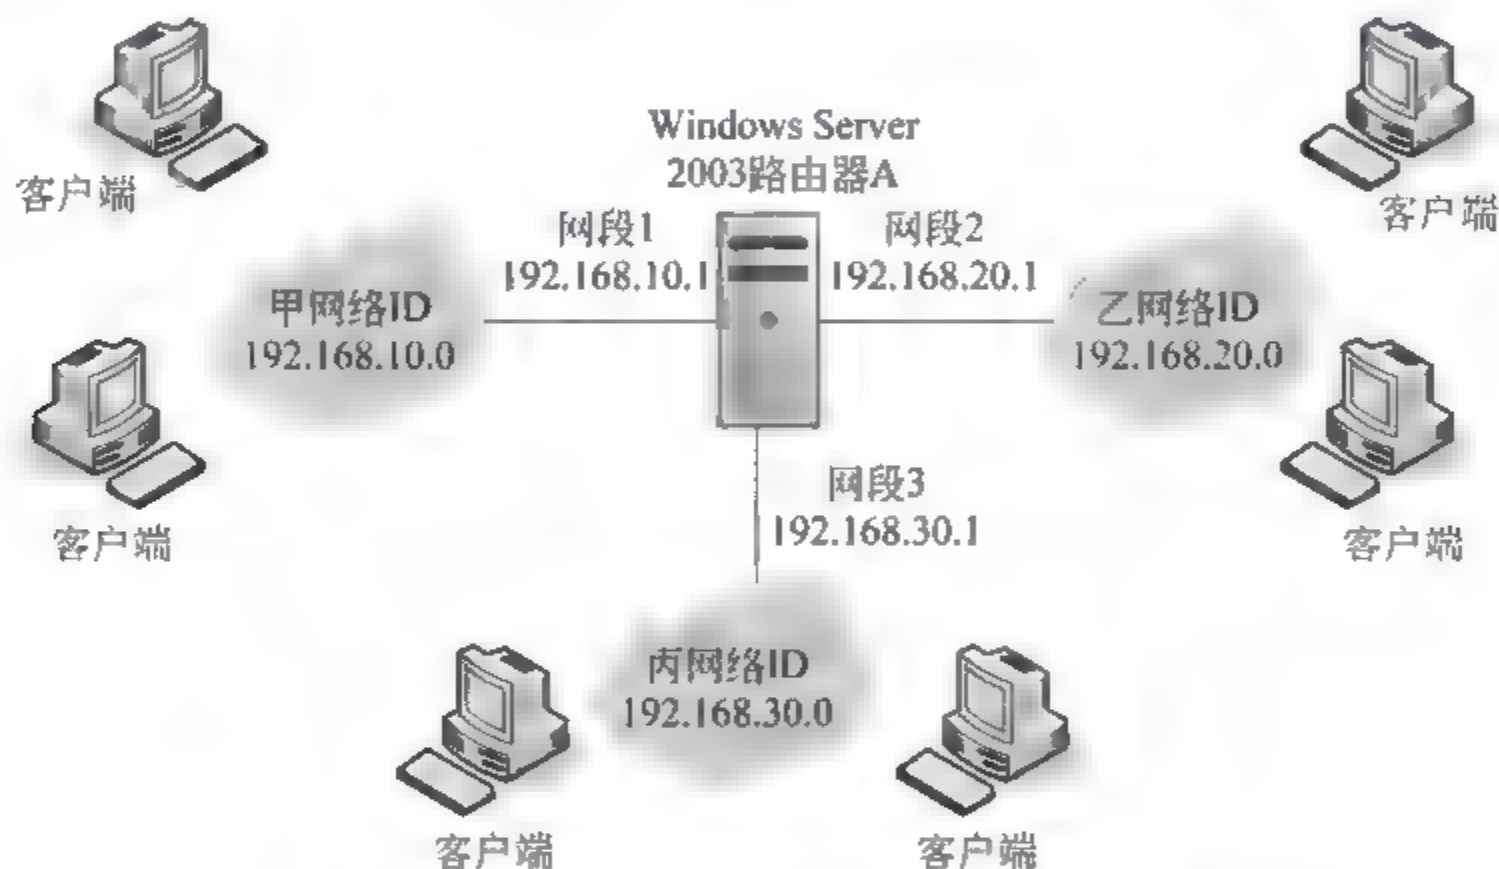 客户端
Windows Server
2003路由器A
客户端
网段1
192.168.10.1
网段2
192.168.20.1
甲网络ID
192.168.10.0
乙网络ID
192.168.20.0
客户端
网段3
192.168.30.1
客户端
丙网络ID
192.168.30.0
客户端
客户端